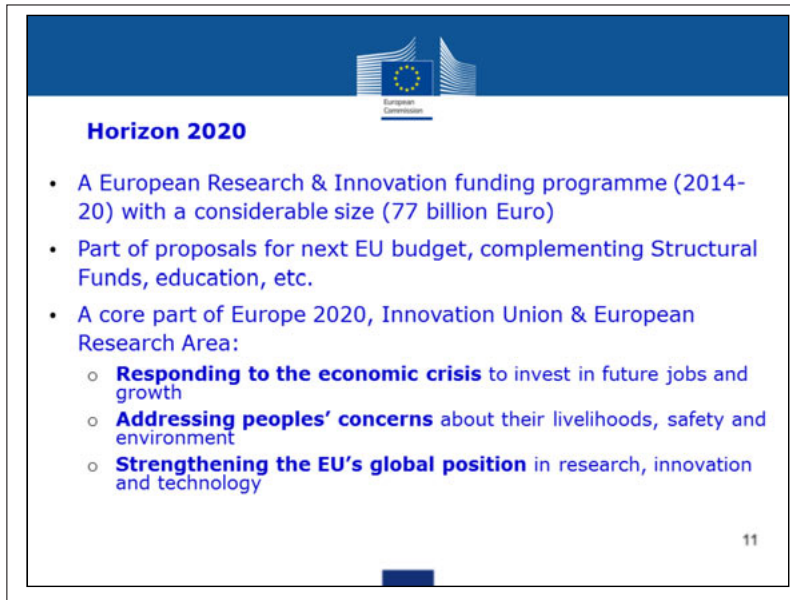 European
Commission
Horizon 2020
• A European Research & Innovation funding programme (2014-
20) with a considerable size (77 billion Euro)
• Part of proposals for next EU budget, complementing Structural
Funds, education, etc.
• A core part of Europe 2020, Innovation Union & European
Research Area:
o Responding to the economic crisis to invest in future jobs and
growth
o Addressing peoples’ concerns about their livelihoods, safety and
environment
o Strengthening the EU’s global position in research, innovation
and technology
11